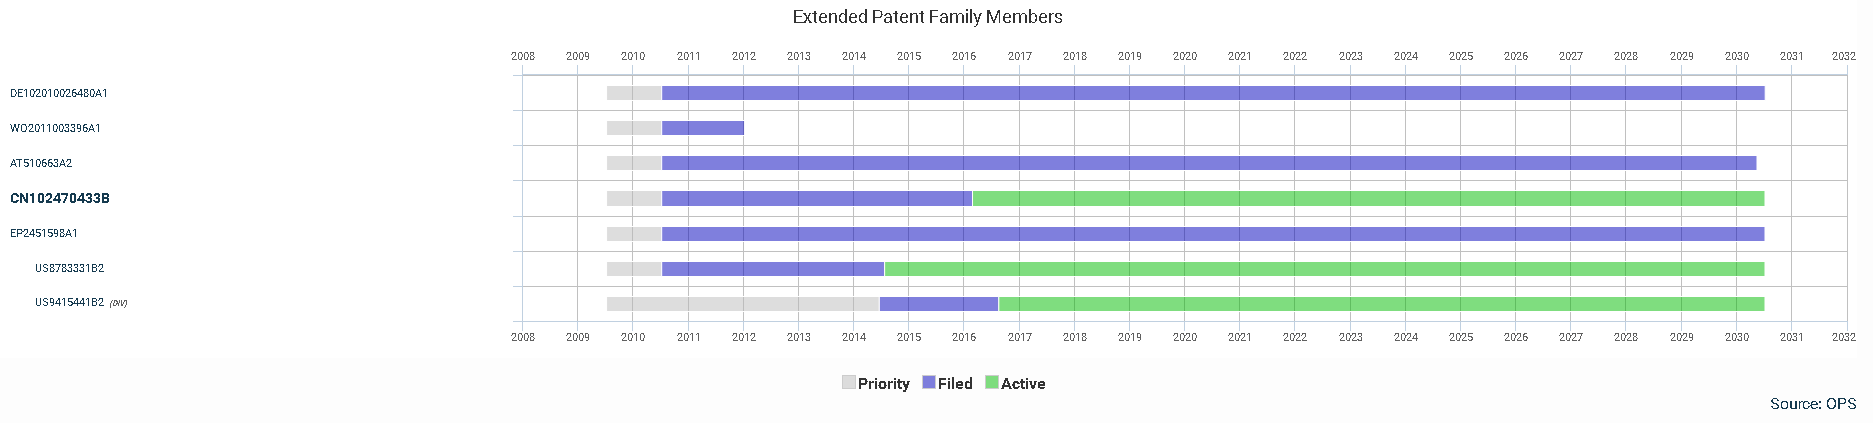 Extended Patent Family Members
2008 2009 2010 2011 2012 2013 2014 2015 2016 2017 2018 2019 2020 2021 2022 2023 2024 2025 2026 2027 2028 2029 2030 2031 2032
DE102010026480A1
WO2011003396A1
AT510663A2
CN102470433B
EP2451598A1
US8783331B2
US9415441B2 (DIV)
2008 2009 2010 2011 2012 2013 2014 2015 2016 2017 2018 2019 2020 2021 2022 2023 2024 2025 2026 2027 2028 2029 2030 2031 2032
Priority Filed Active
Source: OPS